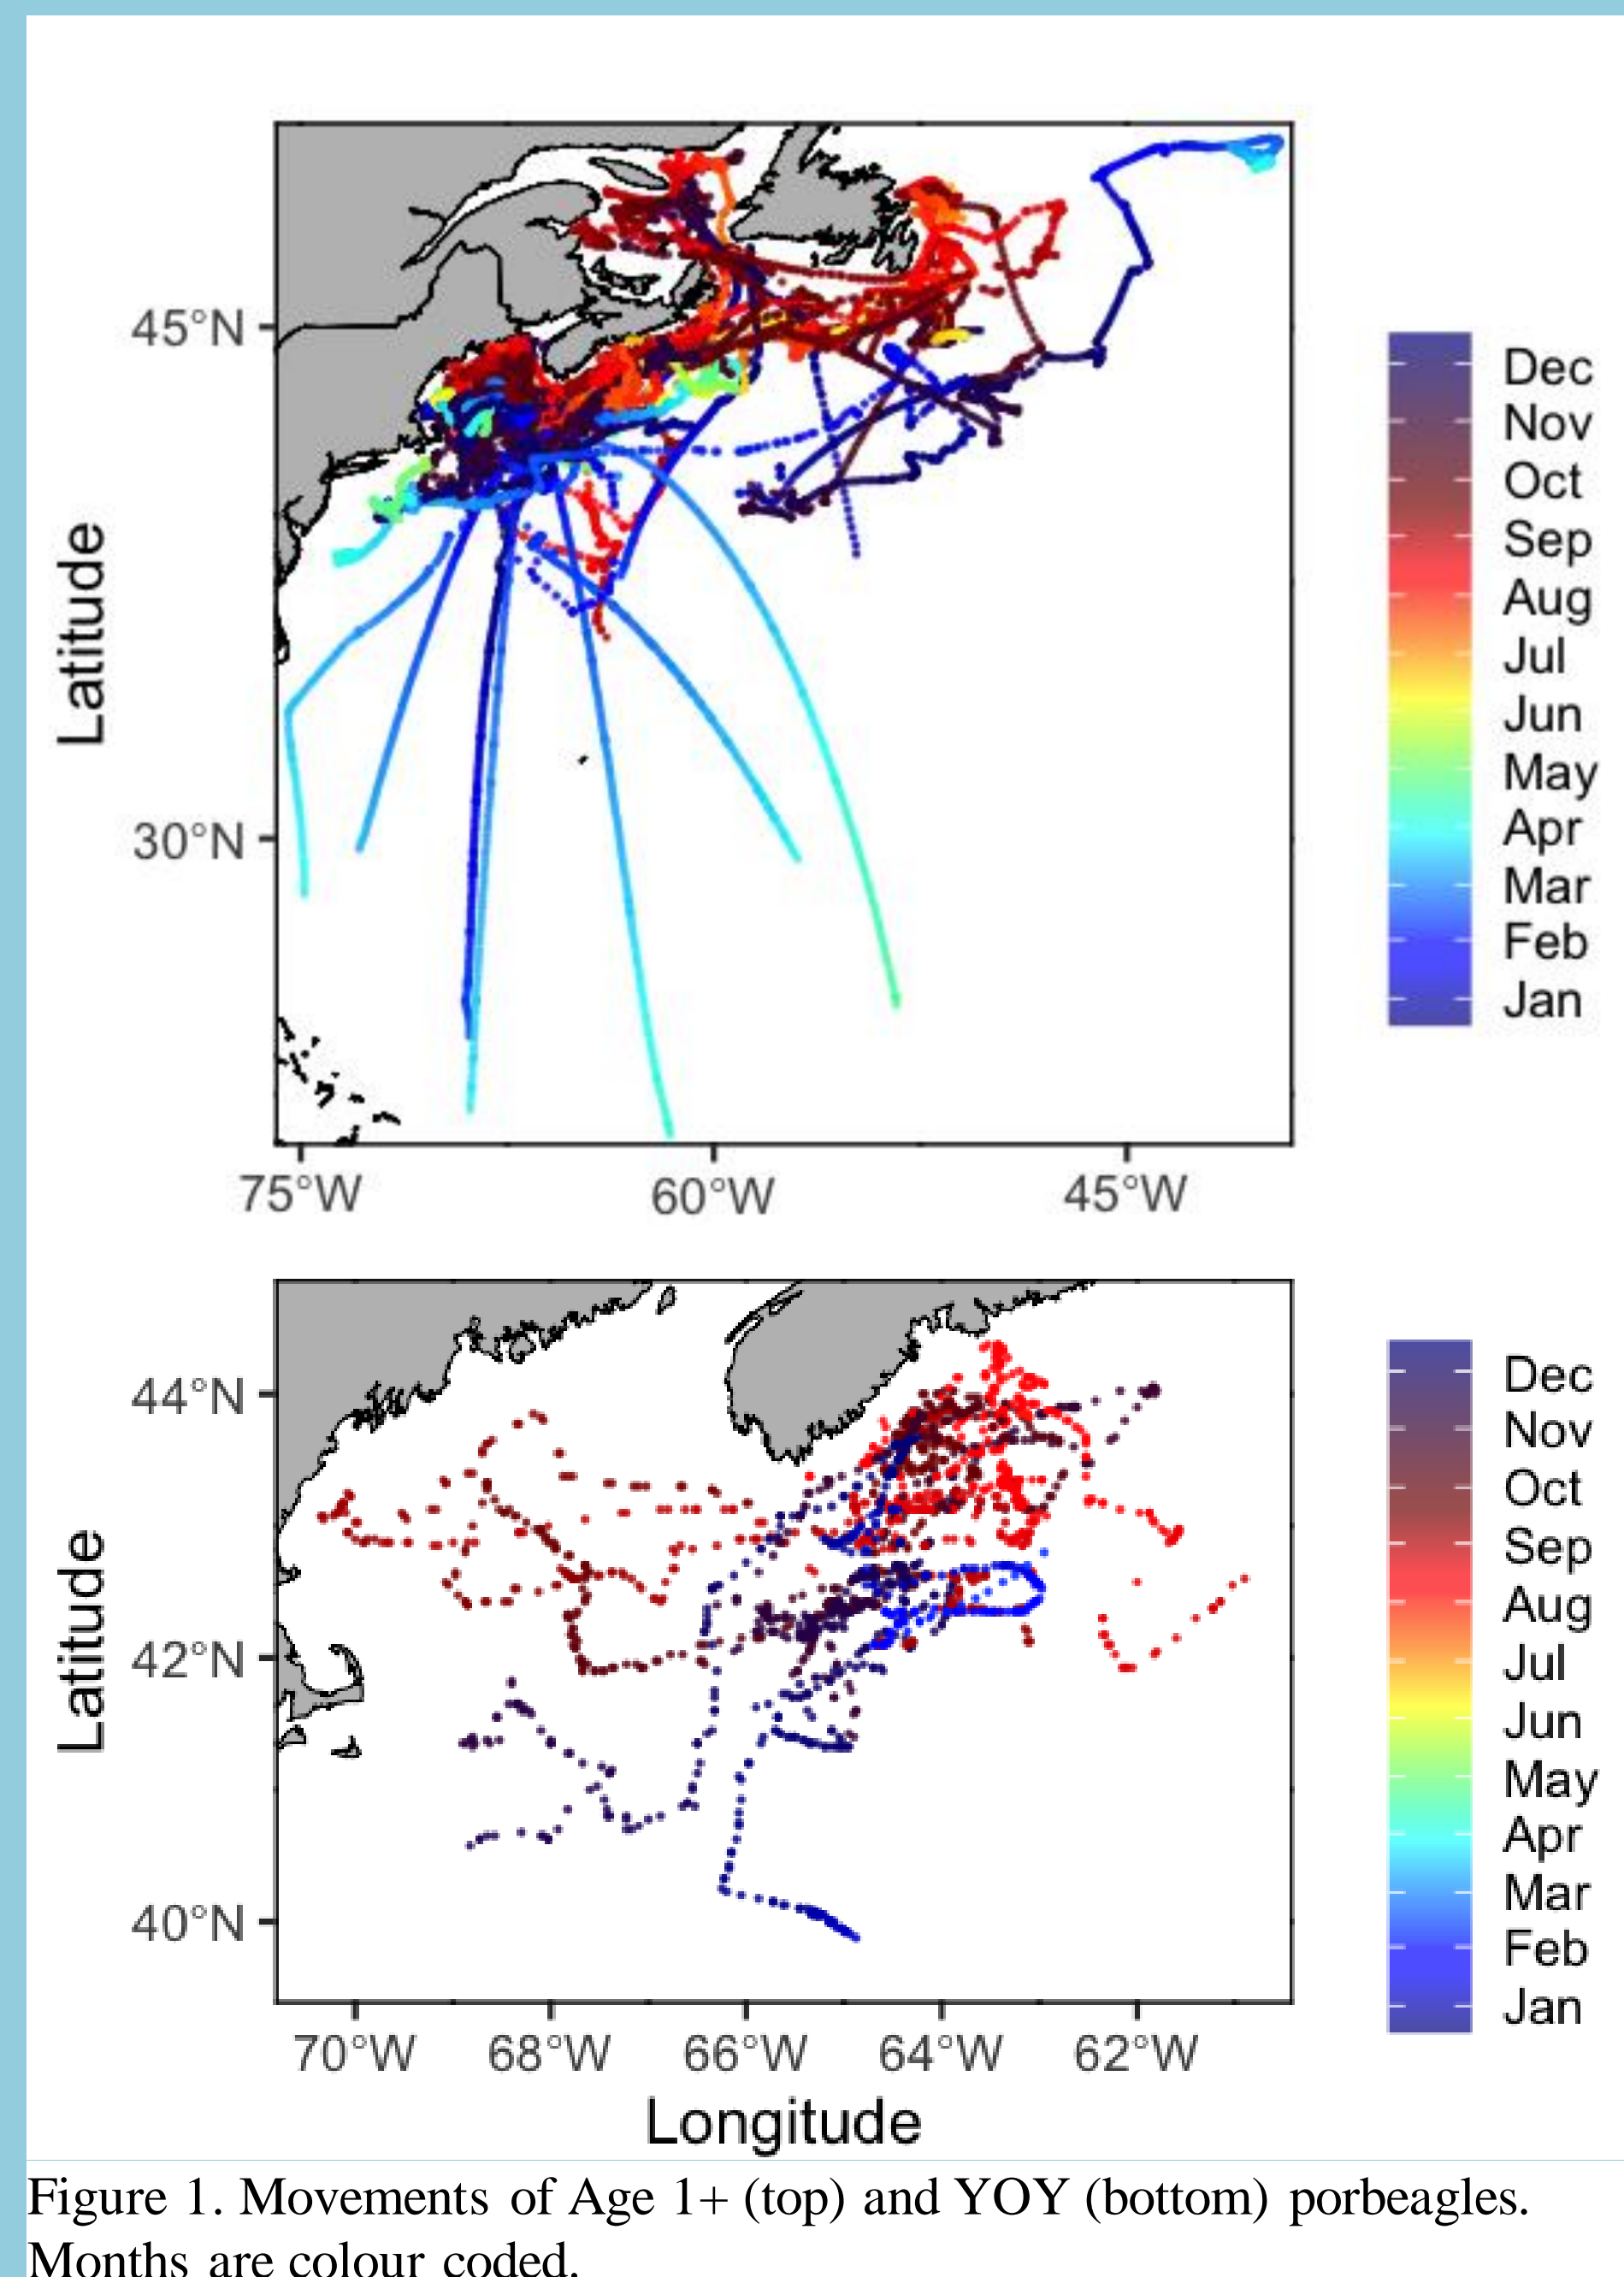 45°N
30°N
Latitude
75°W 60°W 45°W
Dec
Nov
Oct
Sep
Aug
Jul
Jun
May
Apr
Mar
Feb
Jan
44°N
42°N
40°N
Latitude
70°W 68°W 66°W 64°W 62°W
Longitude
Dec
Nov
Oct
Sep
Aug
Jul
Jun
May
Apr
Mar
Feb
Jan
Figure 1. Movements of Age 1+ (top) and YOY (bottom) porbeagles.
Months are colour coded.